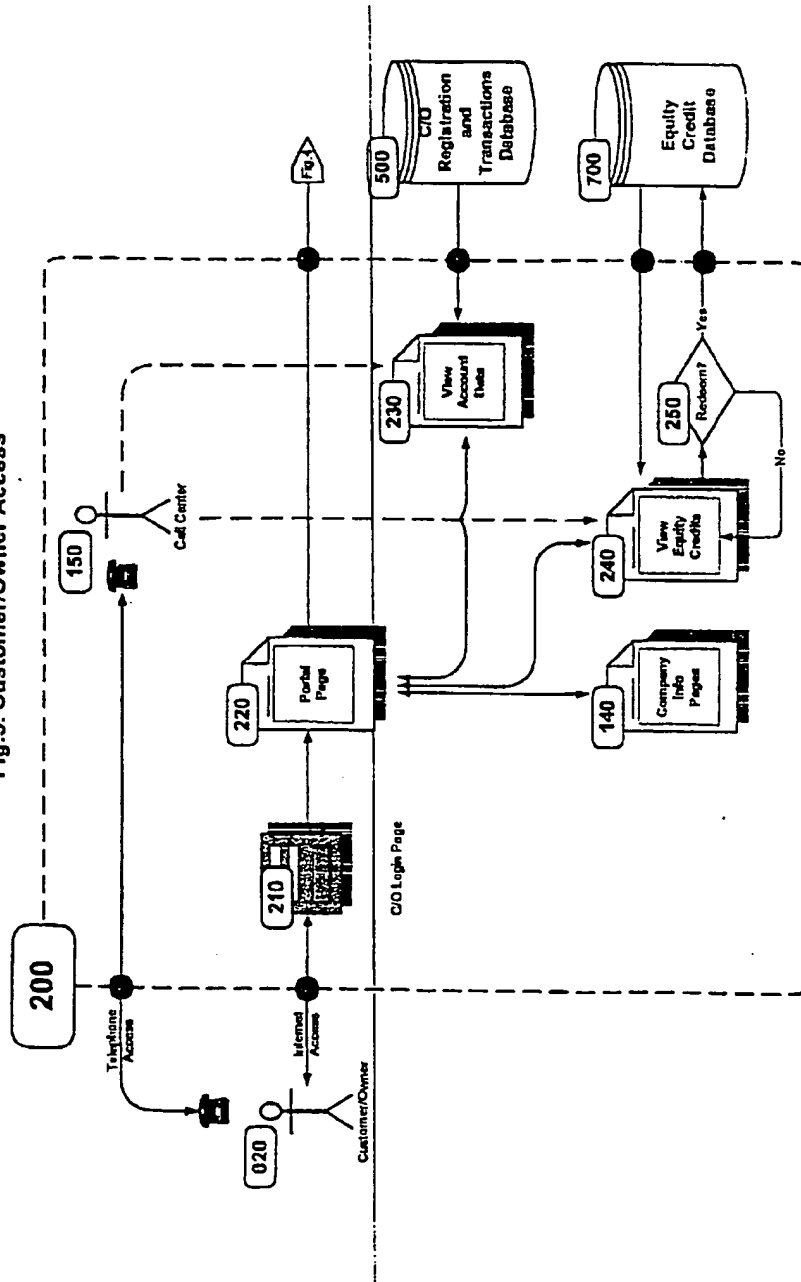 Fig.3: Customer/Owner Access
200
Telephone
Access
Internet
Access
020
Customer/Owner
150
Call Center
210
C/O Login Page
220
Portal
Page
Fig.4
230
View
Account
Data
500
C/O
Registration
and
Transactions
Database
140
Company
Info
Pages
240
View
Equity
Credits
250
Redeem?
Yes
No
700
Equity
Credit
Database